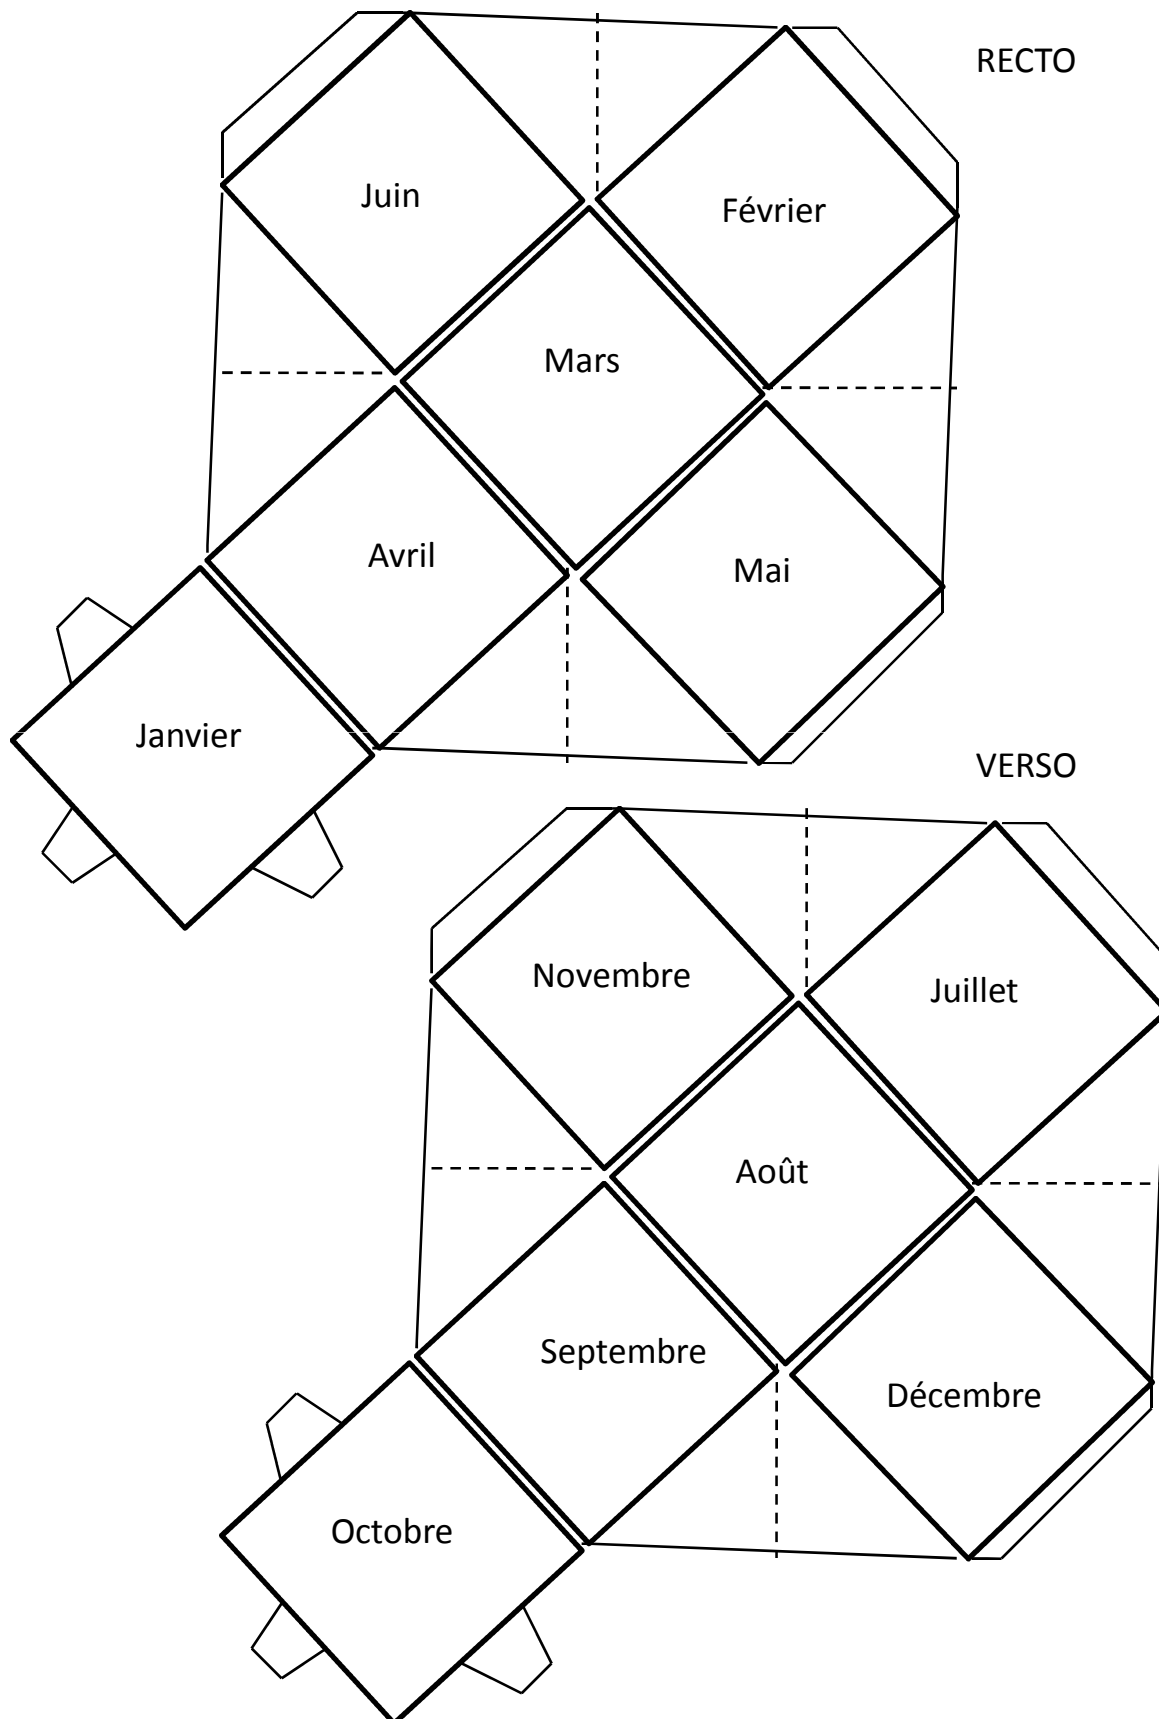 RECTO
Juin
Février
Mars
Avril
Mai
Janvier
VERSO
Novembre
Juillet
Août
Septembre
Décembre
Octobre